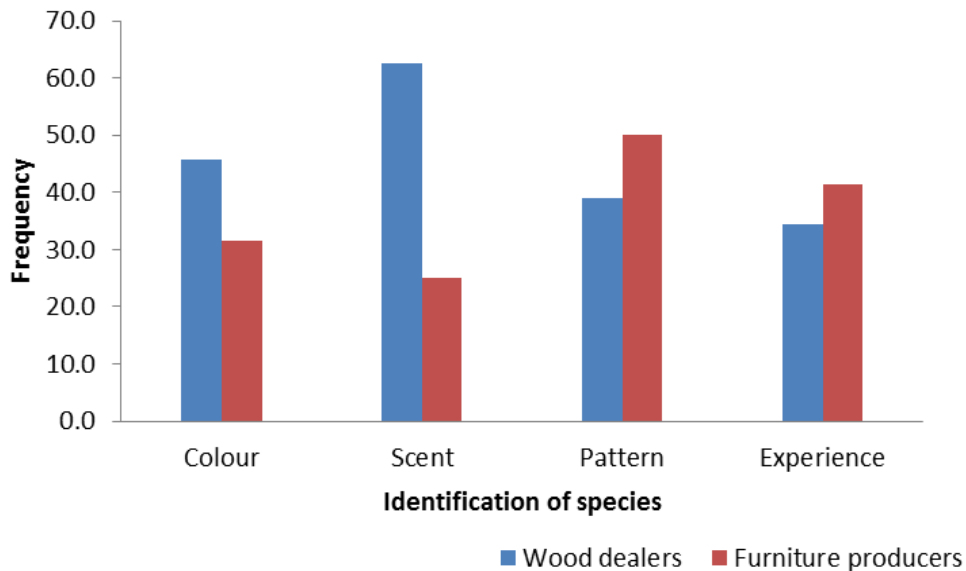 70.0
60.0
50.0
40.0
30.0
20.0
10.0
0.0
Frequency
Colour Scent Pattern Experience
Identification of species
Wood dealers Furniture producers